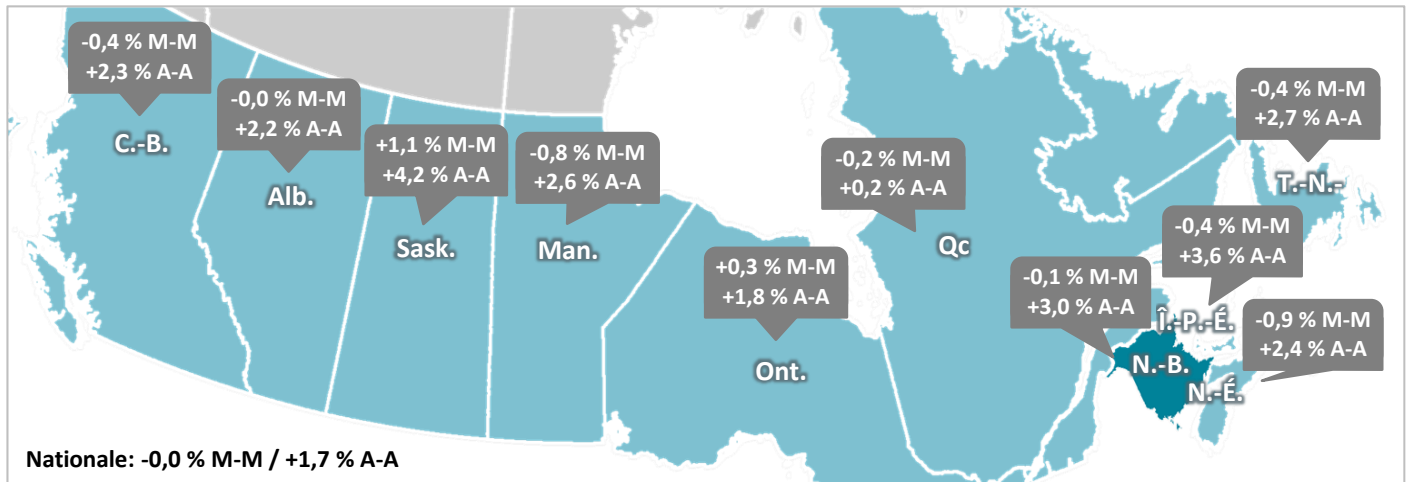 -0,4 % M-M
+2,3 % A-A
C.-B.
-0,0 % M-M
+2,2 % A-A
Alb.
+1,1 % M-M
+4,2 % A-A
Sask.
-0,8 % M-M
+2,6 % A-A
Man.
+0,3 % M-M
+1,8 % A-A
Ont.
-0,2 % M-M
+0,2 % A-A
Qc
-0,4 % M-M
+2,7 % A-A
T.-N.-
-0,4 % M-M
+3,6 % A-A
Î.-P.-É.
-0,1 % M-M
+3,0 % A-A
N.-B.
-0,9 % M-M
+2,4 % A-A
N.-É.
Nationale: -0,0 % M-M / +1,7 % A-A